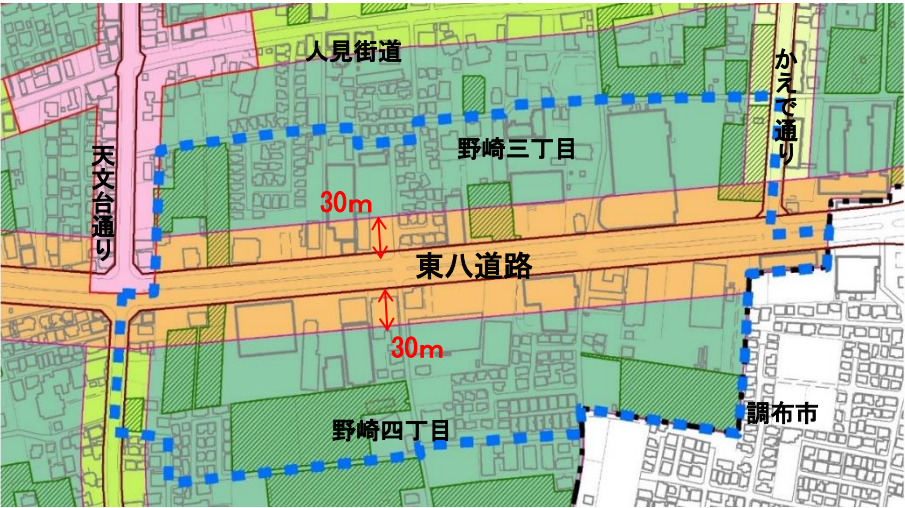 人見街道
かえで通り
野崎三丁目
天文台通り
30m
東八道路
30m
調布市
野崎四丁目